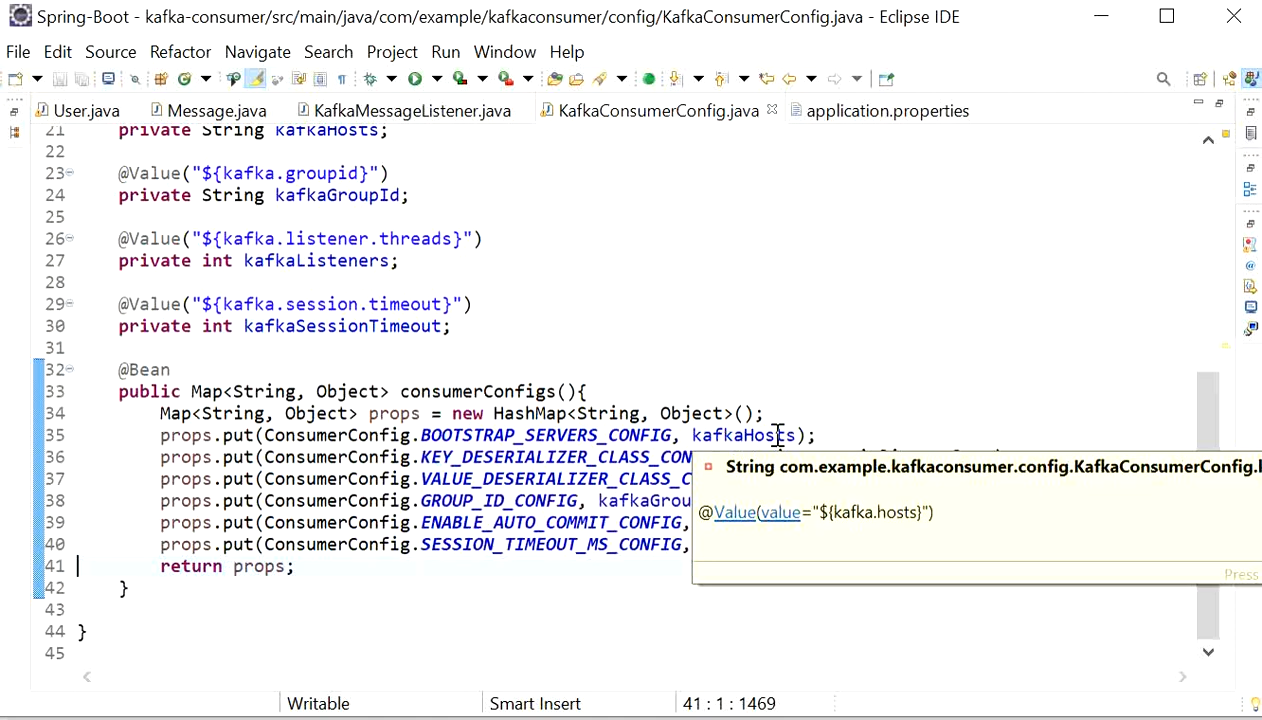 Spring-Boot - kafka-consumer/src/main/java/com/example/kafkaconsumer/config/KafkaConsumerConfig.java - Eclipse IDE
File Edit Source Refactor Navigate Search Project Run Window Help
User.java Message.java KafkaMessageListener.java KafkaConsumerConfig.java application.properties
21 private String kafkaHosts;
22
23 @Value("${kafka.groupid}")
24 private String kafkaGroupId;
25
26 @Value("${kafka.listener.threads}")
27 private int kafkaListeners;
28
29 @Value("${kafka.session.timeout}")
30 private int kafkaSessionTimeout;
31
32 @Bean
33 public Map<String, Object> consumerConfigs(){
34 Map<String, Object> props = new HashMap<String, Object>();
35 props.put(ConsumerConfig.BOOTSTRAP_SERVERS_CONFIG, kafkaHosts);
36 props.put(ConsumerConfig.KEY_DESERIALIZER_CLASS_CON
String com.example.kafkaconsumer.config.KafkaConsumerConfig.
37 props.put(ConsumerConfig.VALUE_DESERIALIZER_CLASS_C
38 props.put(ConsumerConfig.GROUP_ID_CONFIG, kafkaGrou
@Value(value="${kafka.hosts}")
39 props.put(ConsumerConfig.ENABLE_AUTO_COMMIT_CONFIG,
40 props.put(ConsumerConfig.SESSION_TIMEOUT_MS_CONFIG,
41 return props;
Press
42 }
43
44 }
45
Writable Smart Insert 41 : 1 : 1469